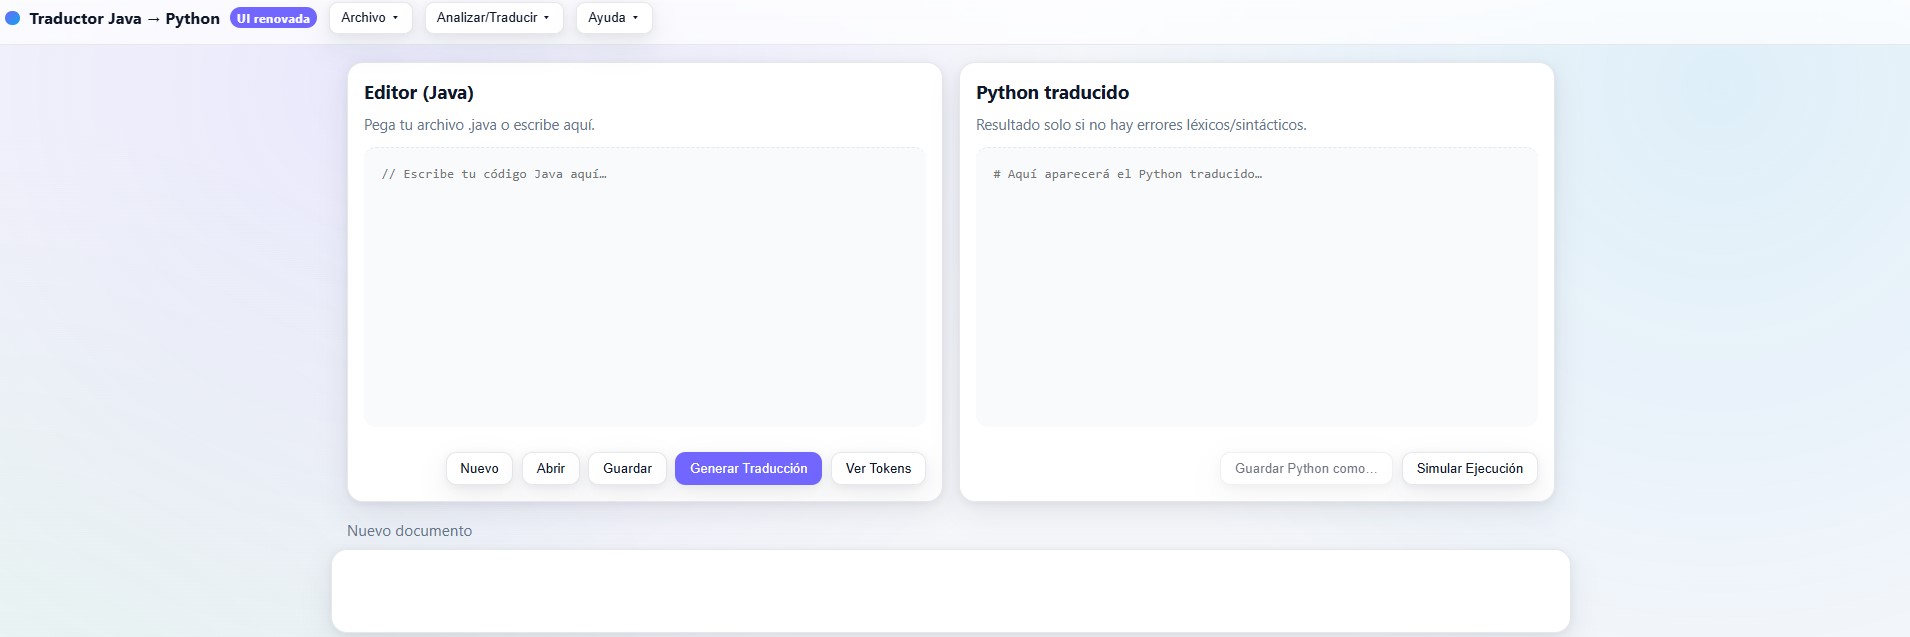 Traductor Java → Python UI renovada Archivo ▾ Analizar/Traducir ▾ Ayuda ▾
Editor (Java)
Pega tu archivo .java o escribe aquí.
// Escribe tu código Java aquí…
Nuevo Abrir Guardar Generar Traducción Ver Tokens
Python traducido
Resultado solo si no hay errores léxicos/sintácticos.
# Aquí aparecerá el Python traducido…
Guardar Python como… Simular Ejecución
Nuevo documento